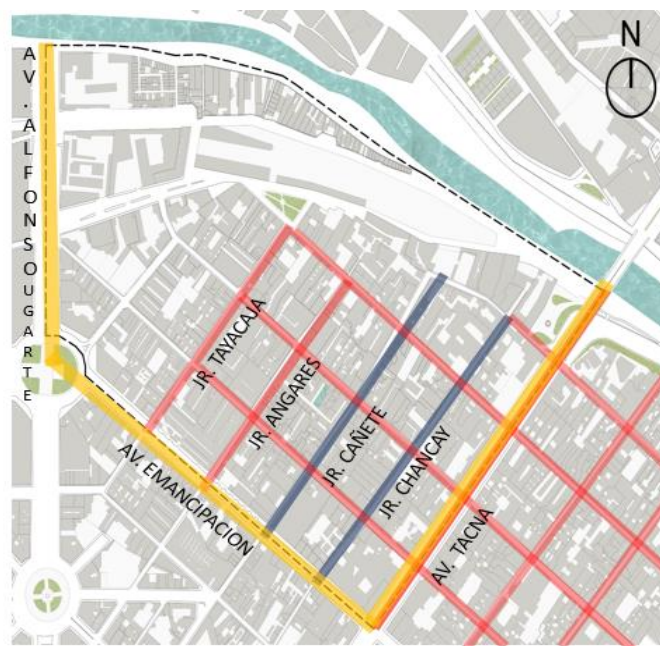 N
AV. ALFONSO UGARTE
JR. TAYACAJA
JR. ANGARES
JR. CAÑETE
JR. CHANCAY
AV. EMANCIPACION
AV. TACNA